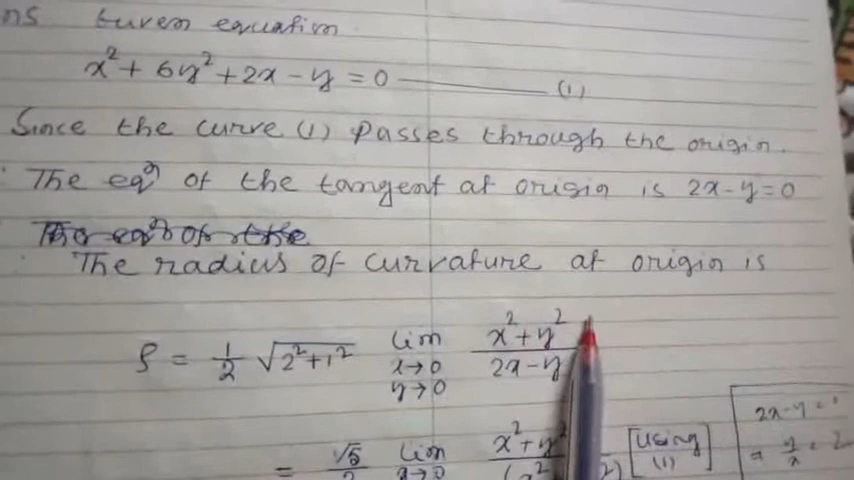 ns Given equation
x² + 6y² + 2x - y = 0 ———— (1)
Since the curve (1) passes through the origin.
The eqⁿ of the tangent at origin is 2x-y=0
The radius of curvature at origin is
ρ = 1/2 √(2²+1²) lim x→0 y→0 (x²+y²)/(2x-y)
= √5/2 lim x→0 x²+y² [using (1)]
2x-y=
⇒ y/x = 2